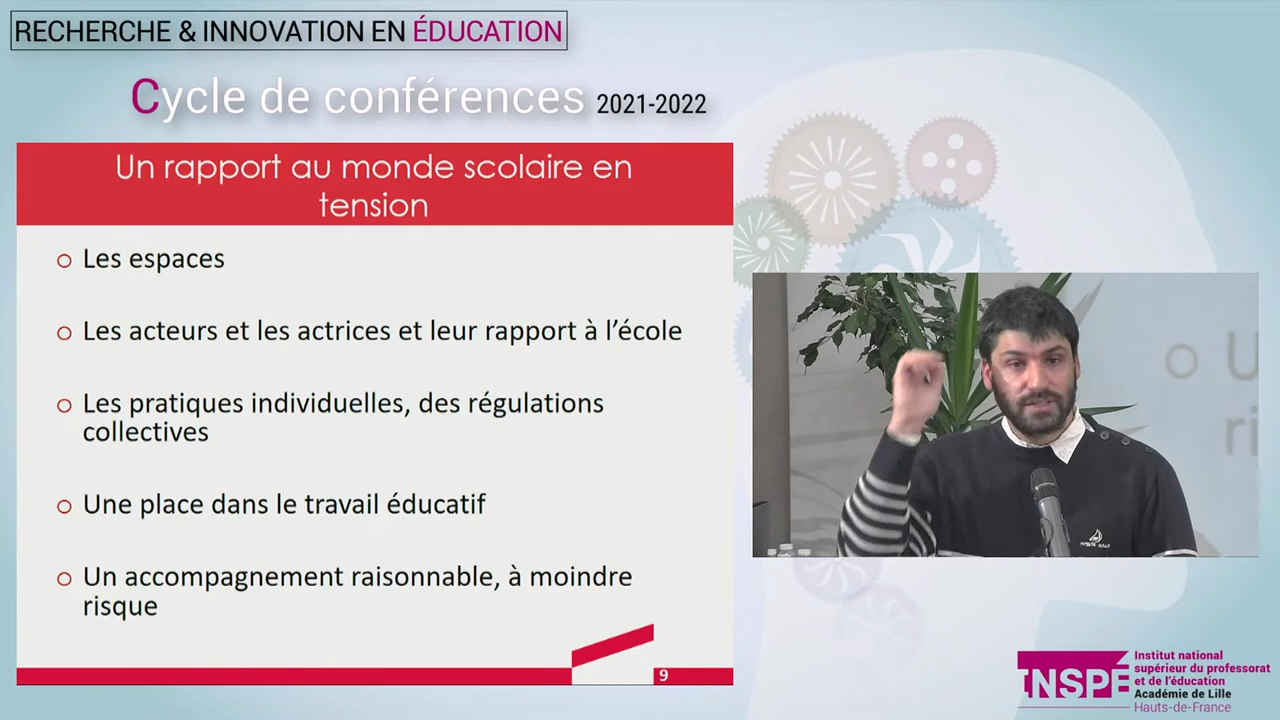 RECHERCHE & INNOVATION EN ÉDUCATION
Cycle de conférences 2021-2022
Un rapport au monde scolaire en
tension
Les espaces
Les acteurs et les actrices et leur rapport à l’école
Les pratiques individuelles, des régulations
collectives
Une place dans le travail éducatif
Un accompagnement raisonnable, à moindre
risque
9
U
ri
INSPÉ
Institut national
supérieur du professorat
et de l’éducation
Académie de Lille
Hauts-de-France